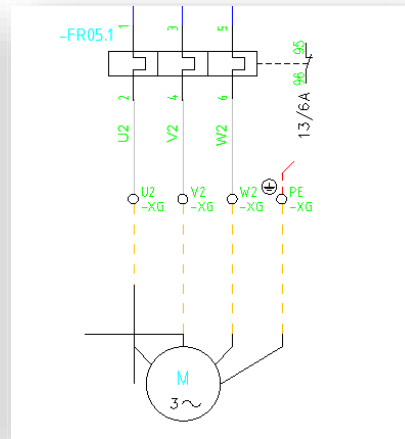 -FR05.1
1 3 5
95
96
2 4 6
13/6A
U2 V2 W2
U2 V2 W2 PE
-XG -XG -XG -XG
M
3~